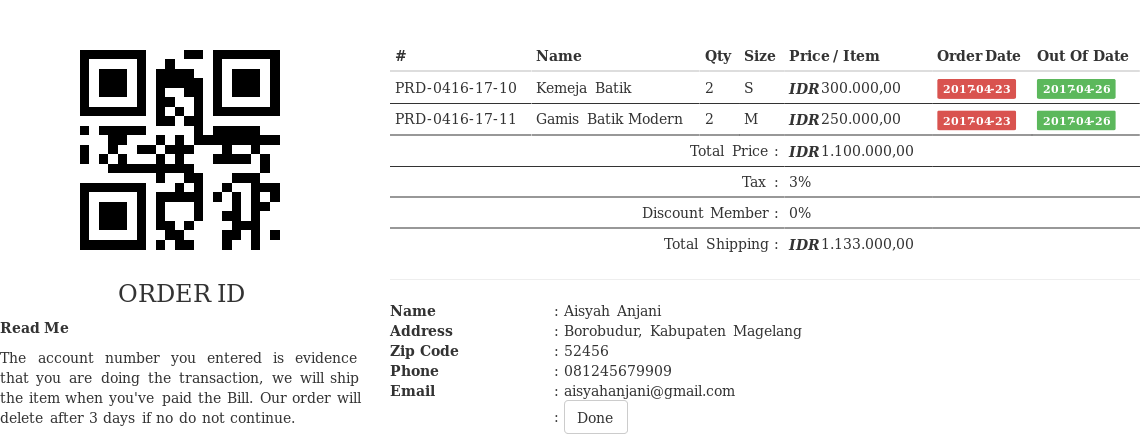 ORDER ID
Read Me
The account number you entered is evidence
that you are doing the transaction, we will ship
the item when you've paid the Bill. Our order will
delete after 3 days if no do not continue.
# Name Qty Size Price / Item Order Date Out Of Date
PRD-0416-17-10 Kemeja Batik 2 S IDR 300.000,00 2017-04-23 2017-04-26
PRD-0416-17-11 Gamis Batik Modern 2 M IDR 250.000,00 2017-04-23 2017-04-26
Total Price : IDR 1.100.000,00
Tax : 3%
Discount Member : 0%
Total Shipping : IDR 1.133.000,00
Name : Aisyah Anjani
Address : Borobudur, Kabupaten Magelang
Zip Code : 52456
Phone : 081245679909
Email : aisyahanjani@gmail.com
: Done